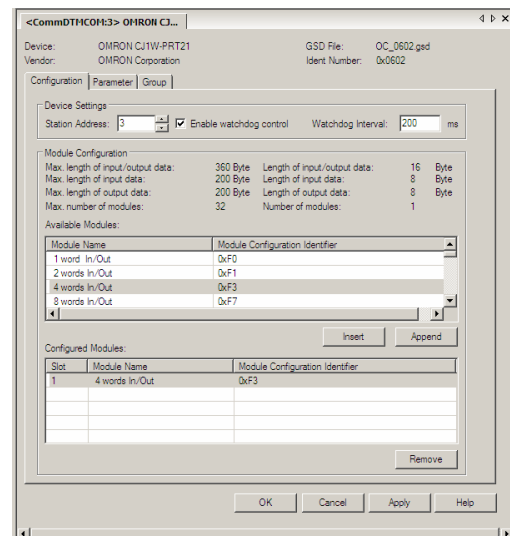 <CommDTMCOM:3> OMRON CJ...
Device: OMRON CJ1W-PRT21 GSD File: OC_0602.gsd
Vendor: OMRON Corporation Ident Number: 0x0602
Configuration Parameter Group
Device Settings
Station Address: 3 Enable watchdog control Watchdog Interval: 200 ms
Module Configuration
Max. length of input/output data: 360 Byte Length of input/output data: 16 Byte
Max. length of input data: 200 Byte Length of input data: 8 Byte
Max. length of output data: 200 Byte Length of output data: 8 Byte
Max. number of modules: 32 Number of modules: 1
Available Modules:
Module Name Module Configuration Identifier
1 word In/Out 0xF0
2 words In/Out 0xF1
4 words In/Out 0xF3
8 words In/Out 0xF7
Insert Append
Configured Modules:
Slot Module Name Module Configuration Identifier
1 4 words In/Out 0xF3
Remove
OK Cancel Apply Help